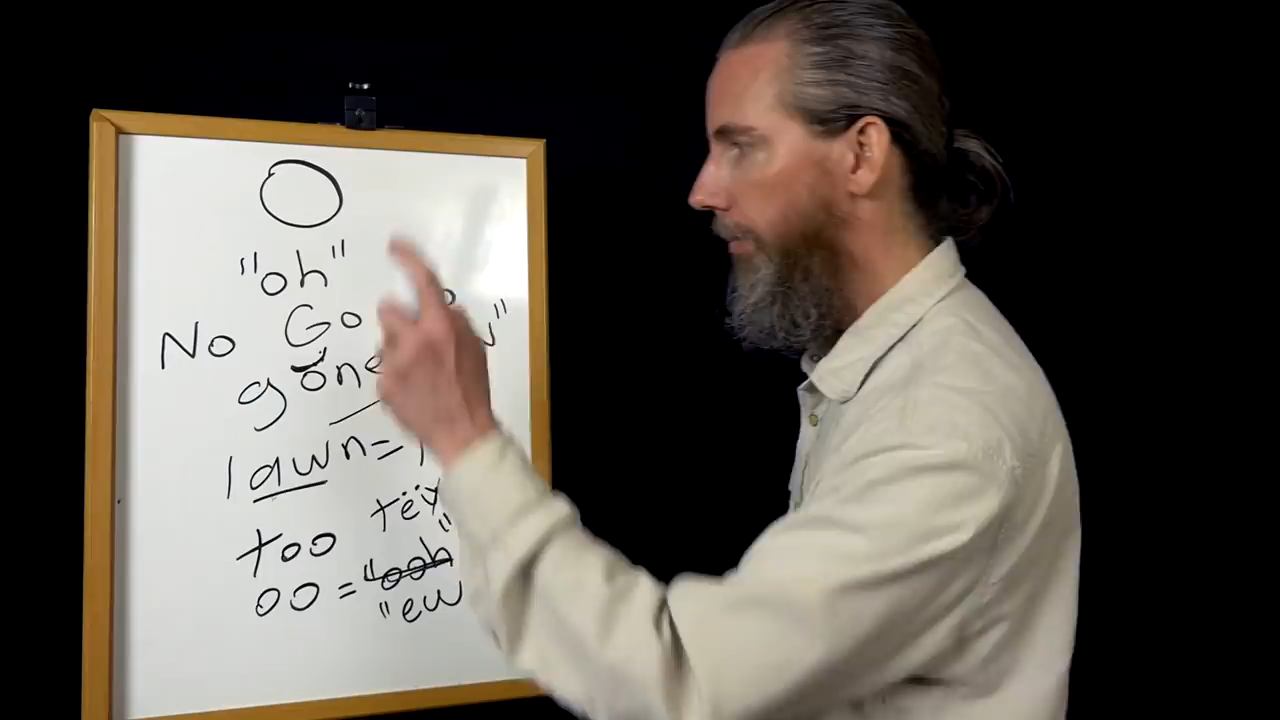 O
"oh"
No Go
gone
lawn =
too
oo = "ooh"
"ew